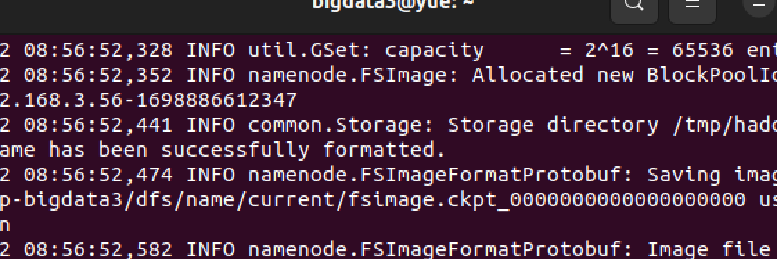 bigdata3@yue: ~
2 08:56:52,328 INFO util.GSet: capacity      = 2^16 = 65536 ent
2 08:56:52,352 INFO namenode.FSImage: Allocated new BlockPoolId
2.168.3.56-1698886612347
2 08:56:52,441 INFO common.Storage: Storage directory /tmp/hado
ame has been successfully formatted.
2 08:56:52,474 INFO namenode.FSImageFormatProtobuf: Saving imag
p-bigdata3/dfs/name/current/fsimage.ckpt_0000000000000000000 us
n
2 08:56:52,582 INFO namenode.FSImageFormatProtobuf: Image file